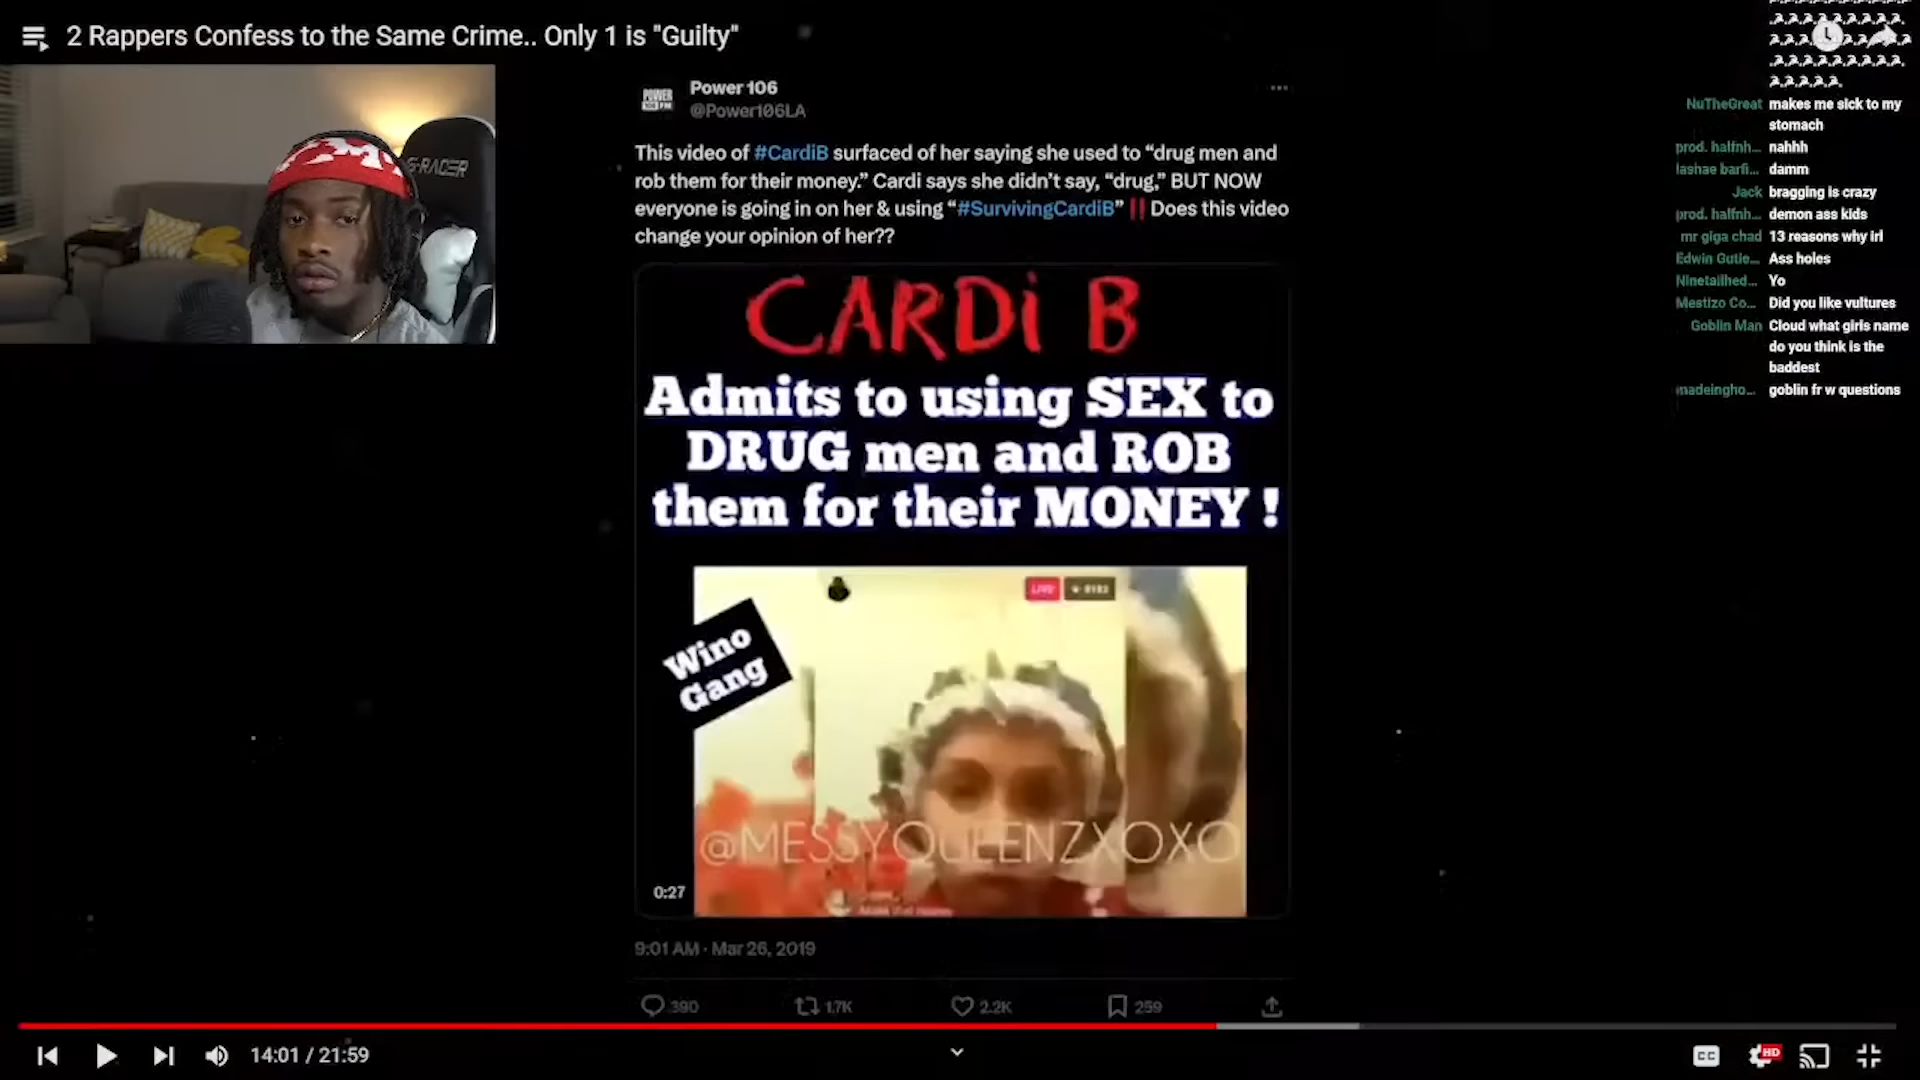 2 Rappers Confess to the Same Crime.. Only 1 is "Guilty"
G-RACER
Power 106
@Power106LA
POWER
106 FM
This video of #CardiB surfaced of her saying she used to “drug men and
rob them for their money.” Cardi says she didn’t say, “drug,” BUT NOW
everyone is going in on her & using “#SurvivingCardiB”‼️Does this video
change your opinion of her??
CARDi B
Admits to using SEX to
DRUG men and ROB
them for their MONEY !
LIVE
Wino
Gang
@MESSYQUEENZXOXO
0:27
9:01 AM · Mar 26, 2019
390 1.7K 2.2K 259
NuTheGreat makes me sick to my
stomach
prod. halfnh... nahhh
lashae barfi... damm
Jack bragging is crazy
prod. halfnh... demon ass kids
mr giga chad 13 reasons why irl
Edwin Gutie... Ass holes
Ninetailhed... Yo
Mestizo Co... Did you like vultures
Goblin Man Cloud what girls name
do you think is the
baddest
madeingho... goblin fr w questions
14:01 / 21:59
CC
HD